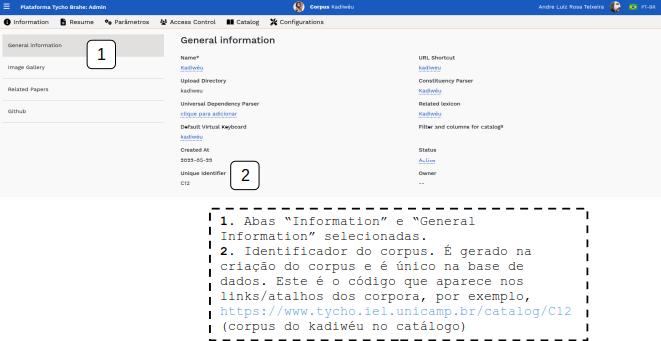 Plataforma Tycho Brahe: Admin
Corpus Kadiwéu
Andre Luiz Rosa Teixeira
PT-BR
Information
Resume
Parâmetros
Access Control
Catalog
Configurations
General information
Image Gallery
Related Papers
Github
1
General information
Name*
Kadiwéu
URL Shortcut
kadiweu
Upload Directory
kadiweu
Constituency Parser
Kadiwéu
Universal Dependency Parser
clique para adicionar
Related lexicon
Kadiwéu
Default Virtual Keyboard
kadiwéu
Filter and columns for catalog*
Created At
Status
Active
Unique Identifier
C12
2
Owner
--
1. Abas “Information” e “General
Information” selecionadas.
2. Identificador do corpus. É gerado na
criação do corpus e é único na base de
dados. Este é o código que aparece nos
links/atalhos dos corpora, por exemplo,
https://www.tycho.iel.unicamp.br/catalog/C12
(corpus do kadiwéu no catálogo)